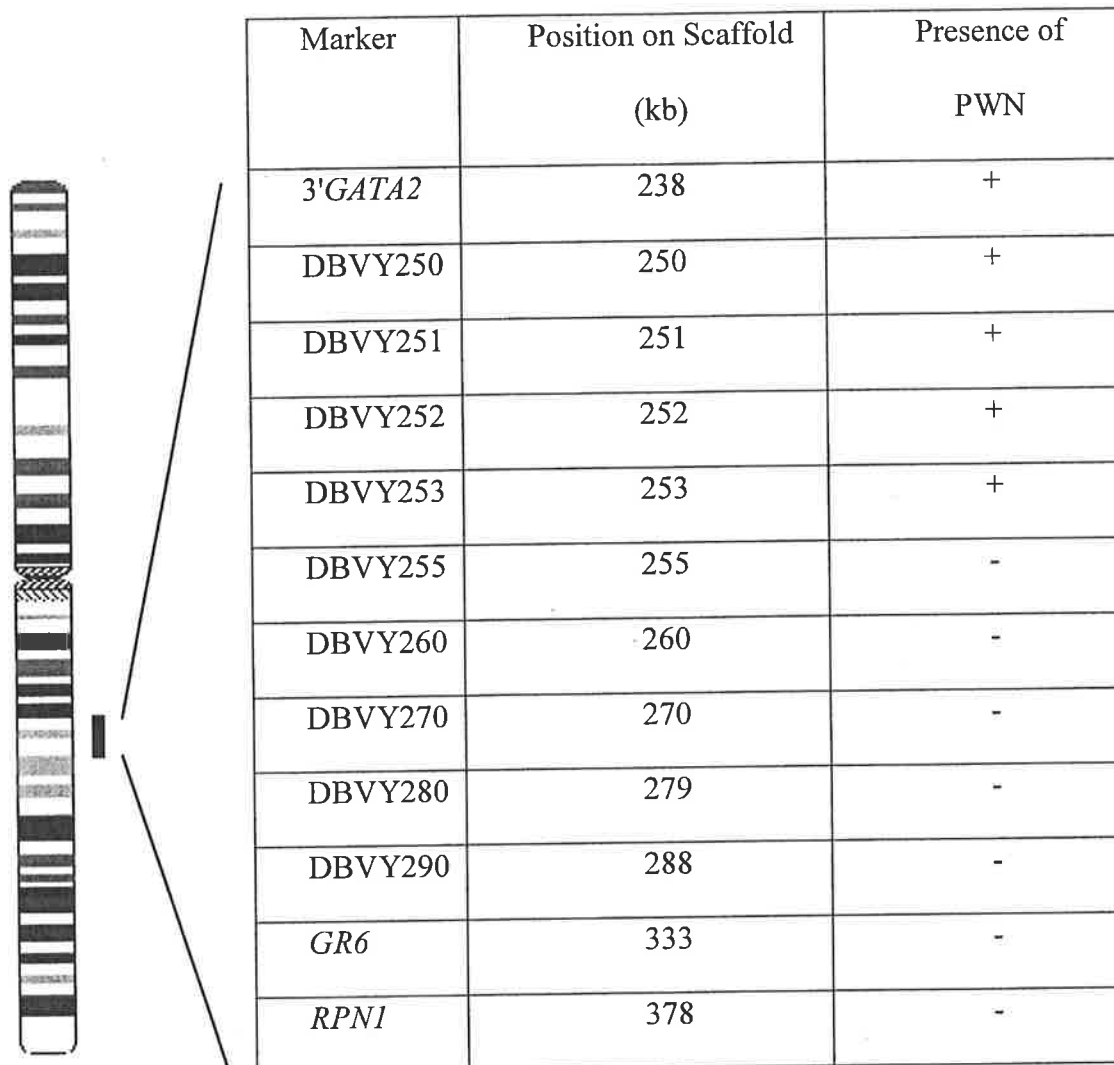 Marker Position on Scaffold Presence of
(kb) PWN
3'GATA2 238 +
DBVY250 250 +
DBVY251 251 +
DBVY252 252 +
DBVY253 253 +
DBVY255 255 -
DBVY260 260 -
DBVY270 270 -
DBVY280 279 -
DBVY290 288 -
GR6 333 -
RPN1 378 -